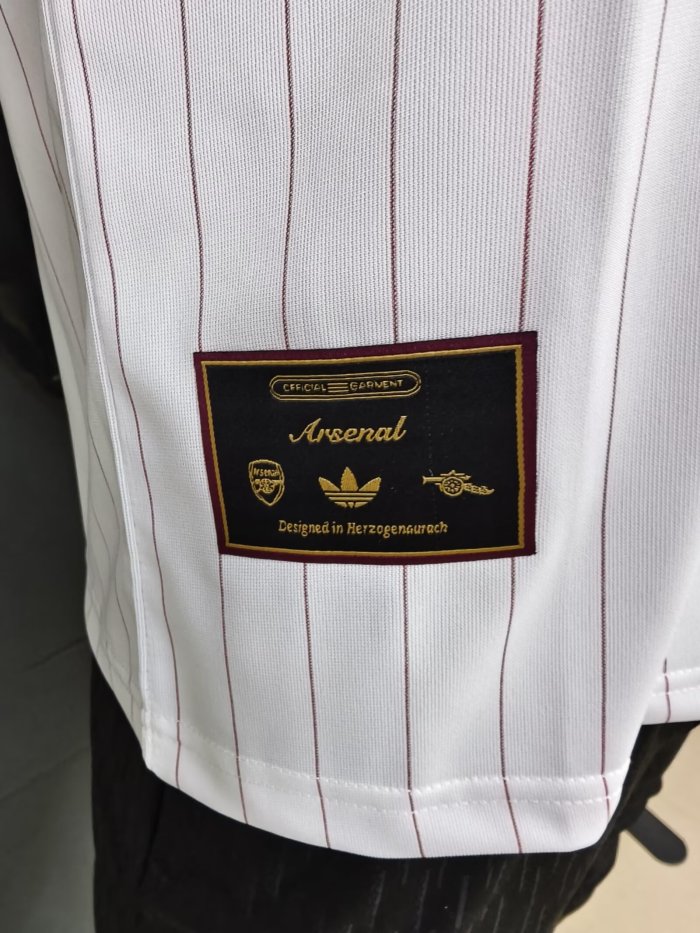 OFFICIAL GARMENT
Arsenal
Arsenal
Designed in Herzogenaurach